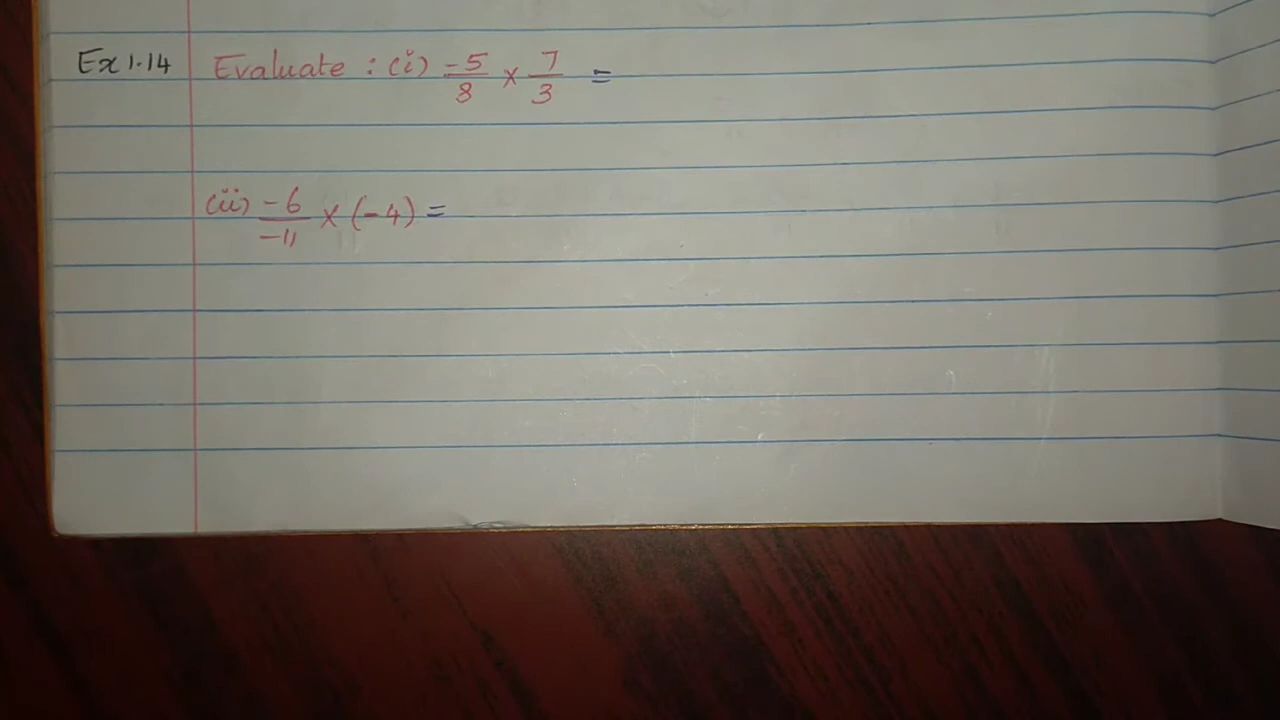 Ex 1.14 Evaluate : (i) -5/8 × 7/3 =
(ii) -6/-11 × (-4) =